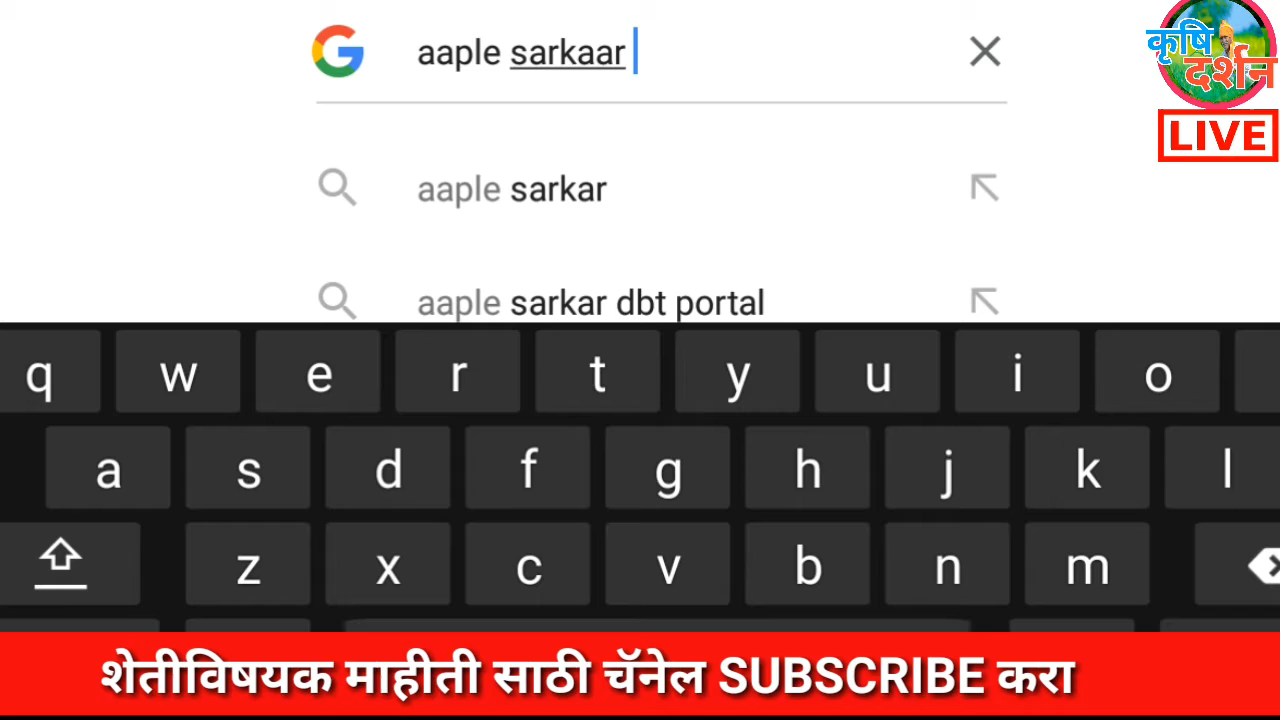 aaple sarkaar
कृषि
दर्शन
LIVE
aaple sarkar
aaple sarkar dbt portal
q w e r t y u i o
a s d f g h j k l
z x c v b n m
शेतीविषयक माहीती साठी चॅनेल SUBSCRIBE करा